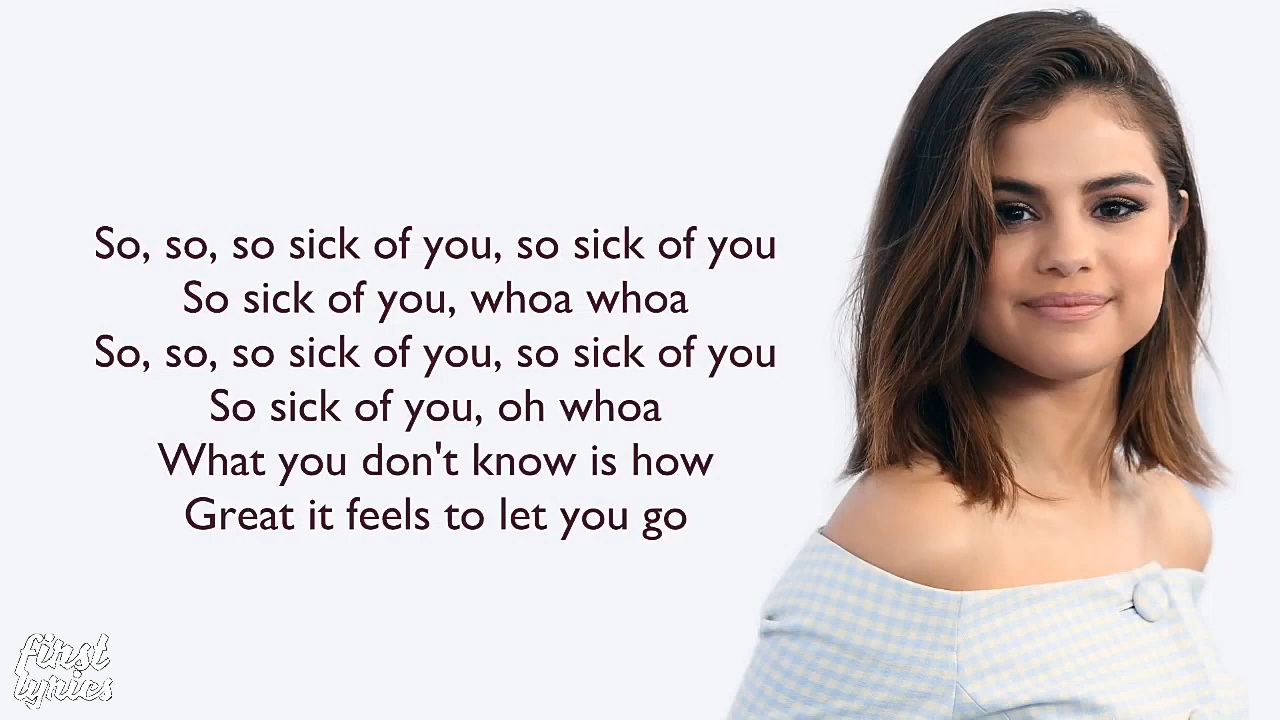 So, so, so sick of you, so sick of you
So sick of you, whoa whoa
So, so, so sick of you, so sick of you
So sick of you, oh whoa
What you don't know is how
Great it feels to let you go
first
lyrics